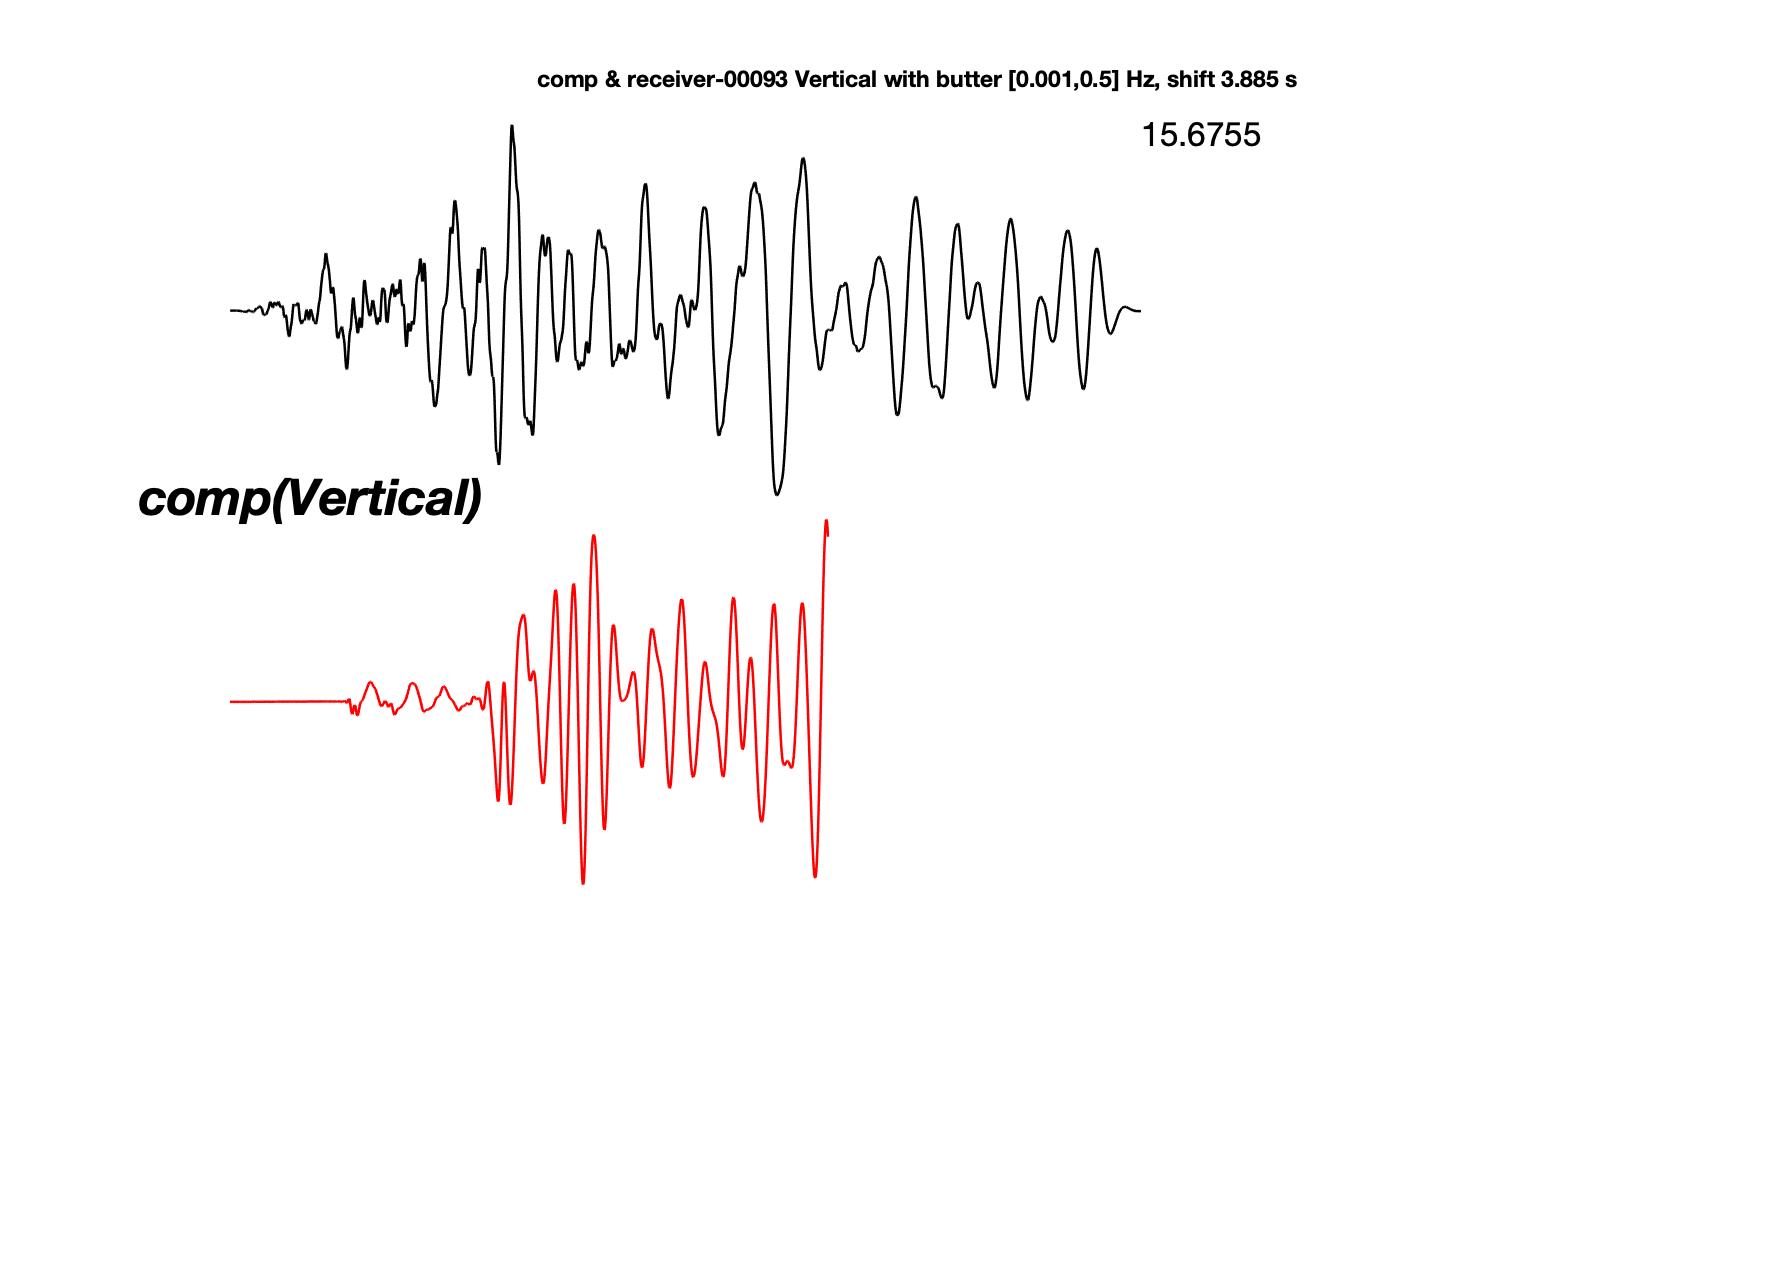 comp & receiver-00093 Vertical with butter [0.001,0.5] Hz, shift 3.885 s
15.6755
comp(Vertical)